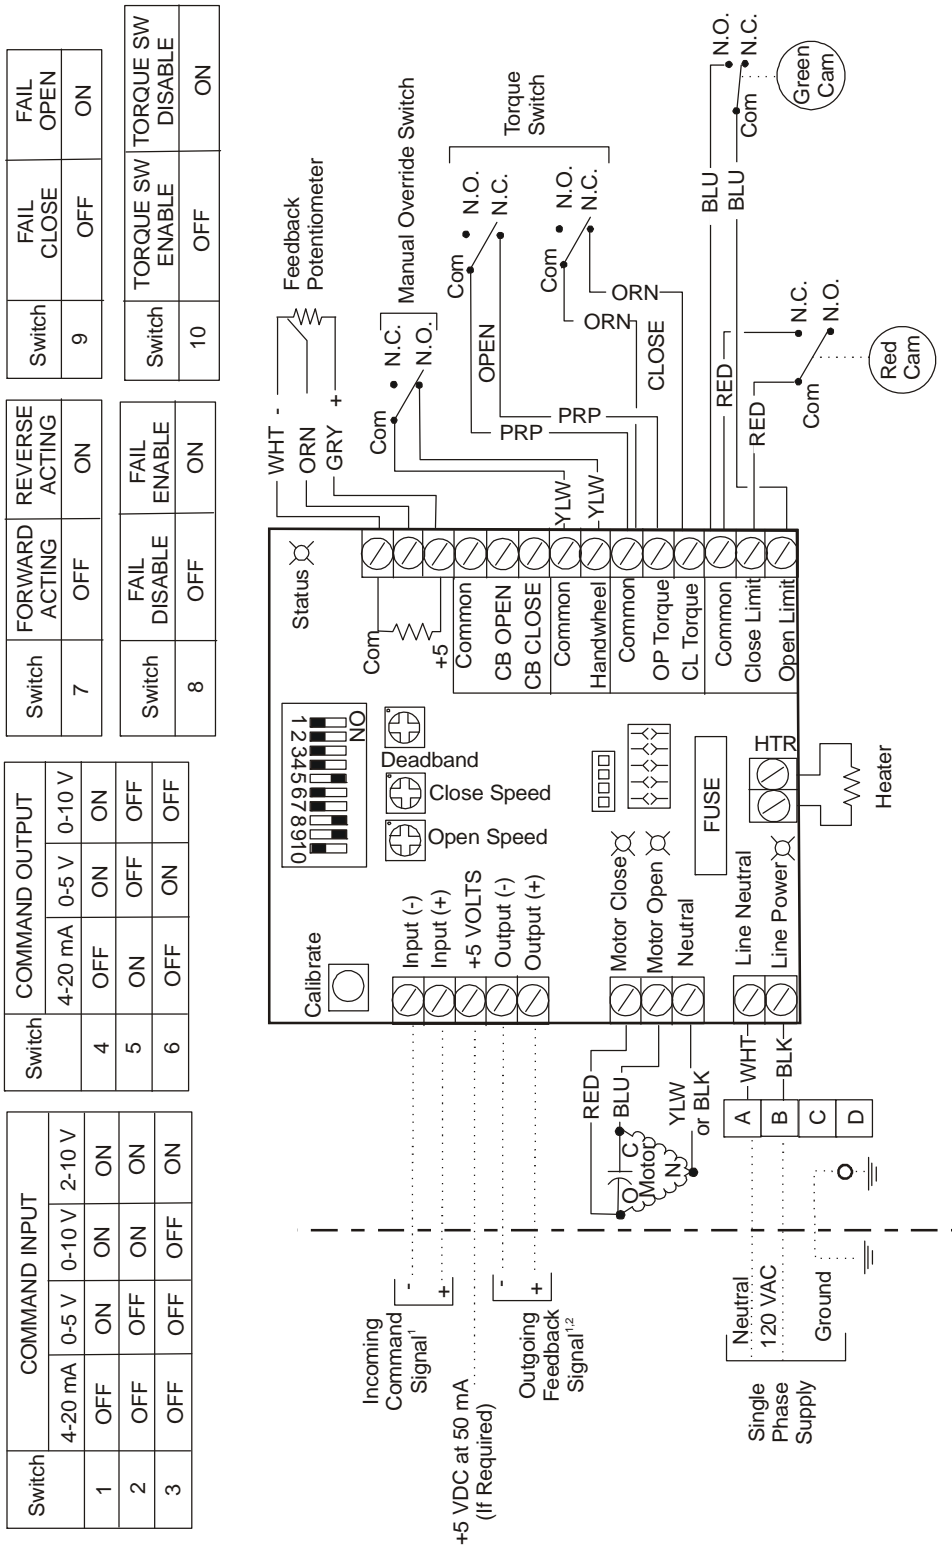 Switch
COMMAND INPUT
4-20 mA 0-5 V 0-10 V 2-10 V
1 OFF ON ON ON
2 OFF OFF ON ON
3 OFF OFF OFF ON
Switch
COMMAND OUTPUT
4-20 mA 0-5 V 0-10 V
4 OFF ON ON
5 ON OFF OFF
6 OFF ON OFF
Switch
FORWARD
ACTING
REVERSE
ACTING
7 OFF ON
Switch
FAIL
DISABLE
FAIL
ENABLE
8 OFF ON
Switch
FAIL
CLOSE
FAIL
OPEN
9 OFF ON
Switch
TORQUE SW
ENABLE
TORQUE SW
DISABLE
10 OFF ON
Incoming
Command
Signal1
-
+
+5 VDC at 50 mA
(If Required)
Outgoing
Feedback
Signal1,2
-
+
Single
Phase
Supply
Neutral
120 VAC
Ground
A
B
C
D
WHT
BLK
RED
BLU
YLW
or BLK
O
C
Motor
N
Calibrate
Input (-)
Input (+)
+5 VOLTS
Output (-)
Output (+)
Motor Close
Motor Open
Neutral
Line Neutral
Line Power
1 2 3 4 5 6 7 8 9 10
ON
Deadband
Close Speed
Open Speed
FUSE
HTR
Heater
Status
Com
+5
Common
CB OPEN
CB CLOSE
Common
Handwheel
Common
OP Torque
CL Torque
Common
Close Limit
Open Limit
WHT -
ORN
GRY +
Feedback
Potentiometer
YLW
YLW
Com
N.C.
N.O.
Manual Override Switch
PRP
PRP
OPEN
Com
N.O.
N.C.
Torque
Switch
Com
N.O.
N.C.
ORN
ORN
CLOSE
RED
RED
Com
N.C.
N.O.
Red
Cam
BLU
BLU
Com
N.O.
N.C.
Green
Cam